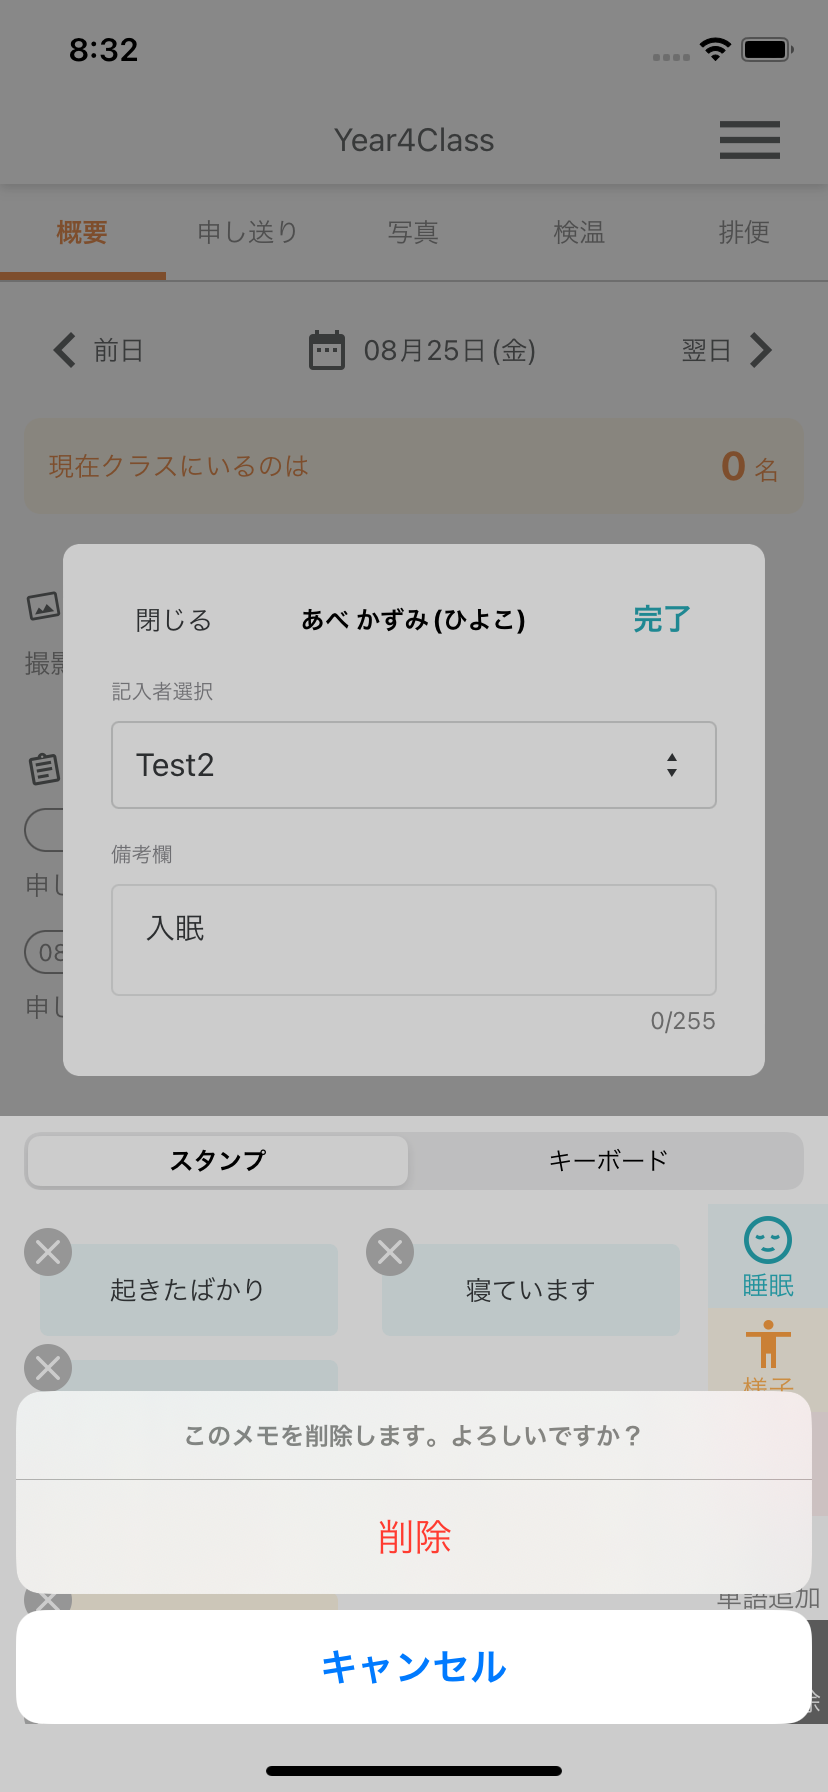 8:32
Year4Class
概要
申し送り
写真
検温
排便
前日
08月25日(金)
翌日
現在クラスにいるのは
0 名
撮影
閉じる
あべ かずみ(ひよこ)
完了
記入者選択
Test2
備考欄
入眠
0/255
申し
08
申し
スタンプ
キーボード
起きたばかり
寝ています
睡眠
様子
このメモを削除します。よろしいですか？
削除
単語追加
キャンセル